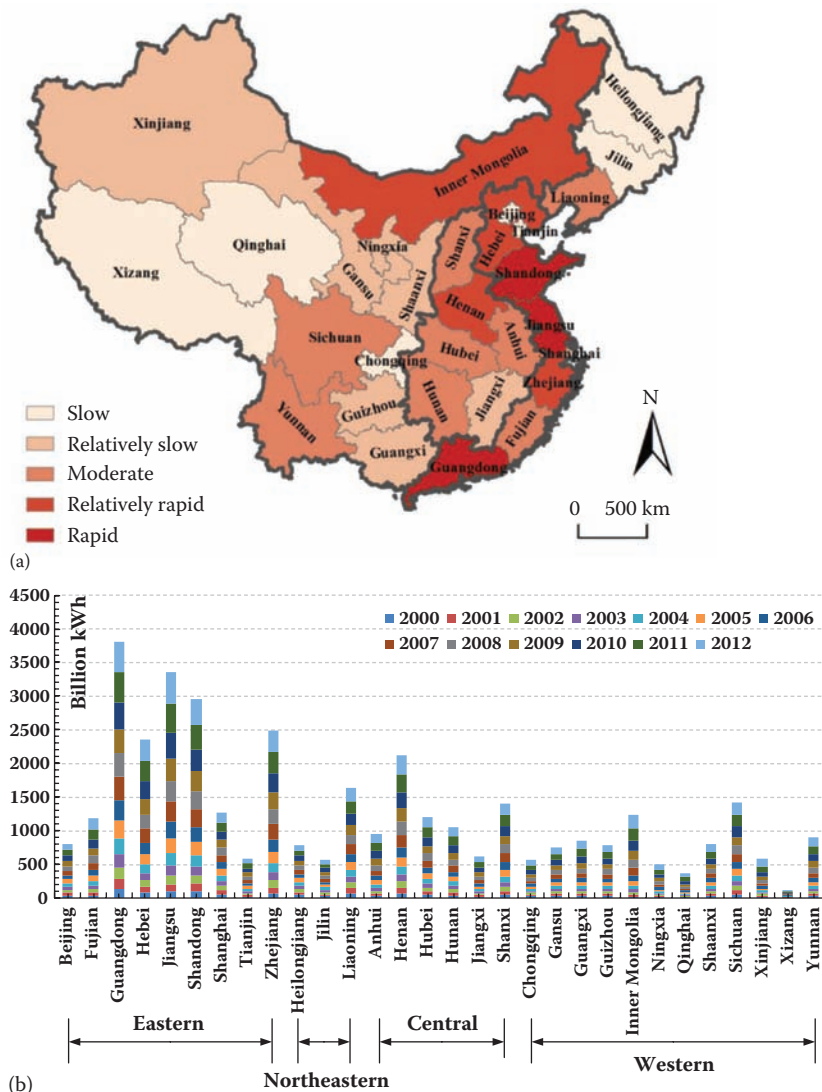 Xinjiang
Heilongjiang
Jilin
Inner Mongolia
Liaoning
Beijing
Tianjin
Hebei
Shanxi
Ningxia
Qinghai
Gansu
Shaanxi
Shandong
Xizang
Henan
Jiangsu
Anhui
Shanghai
Sichuan
Hubei
Chongqing
Zhejiang
Hunan
Jiangxi
Guizhou
Yunnan
Fujian
Guangxi
Guangdong
N
0 500 km
Slow
Relatively slow
Moderate
Relatively rapid
Rapid
(a)
Billion kWh
4500
4000
3500
3000
2500
2000
1500
1000
500
0
2000 2001 2002 2003 2004 2005 2006
2007 2008 2009 2010 2011 2012
Beijing
Fujian
Guangdong
Hebei
Jiangsu
Shandong
Shanghai
Tianjin
Zhejiang
Heilongjiang
Jilin
Liaoning
Anhui
Henan
Hubei
Hunan
Jiangxi
Shanxi
Chongqing
Gansu
Guangxi
Guizhou
Inner Mongolia
Ningxia
Qinghai
Shaanxi
Sichuan
Xinjiang
Xizang
Yunnan
Eastern
Northeastern
Central
Western
(b)